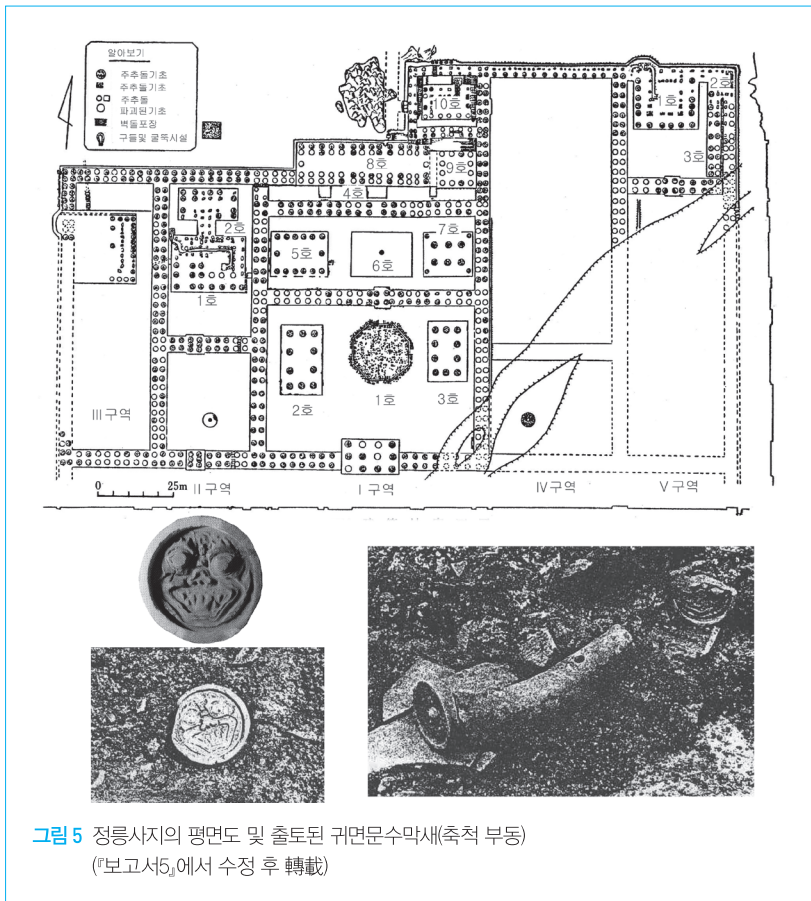 알아보기
주추돌기초
주추돌기초
주추돌
파괴된기초
벽돌포장
구들및 굴뚝시설
10호
1호
2호
8호
9호
3호
4호
2호
7호
5호
6호
1호
2호
1호
3호
III구역
0 25m
II구역
I 구역
IV구역
V구역
그림 5 정릉사지의 평면도 및 출토된 귀면문수막새(축척 부동)
(『보고서5』에서 수정 후 轉載)